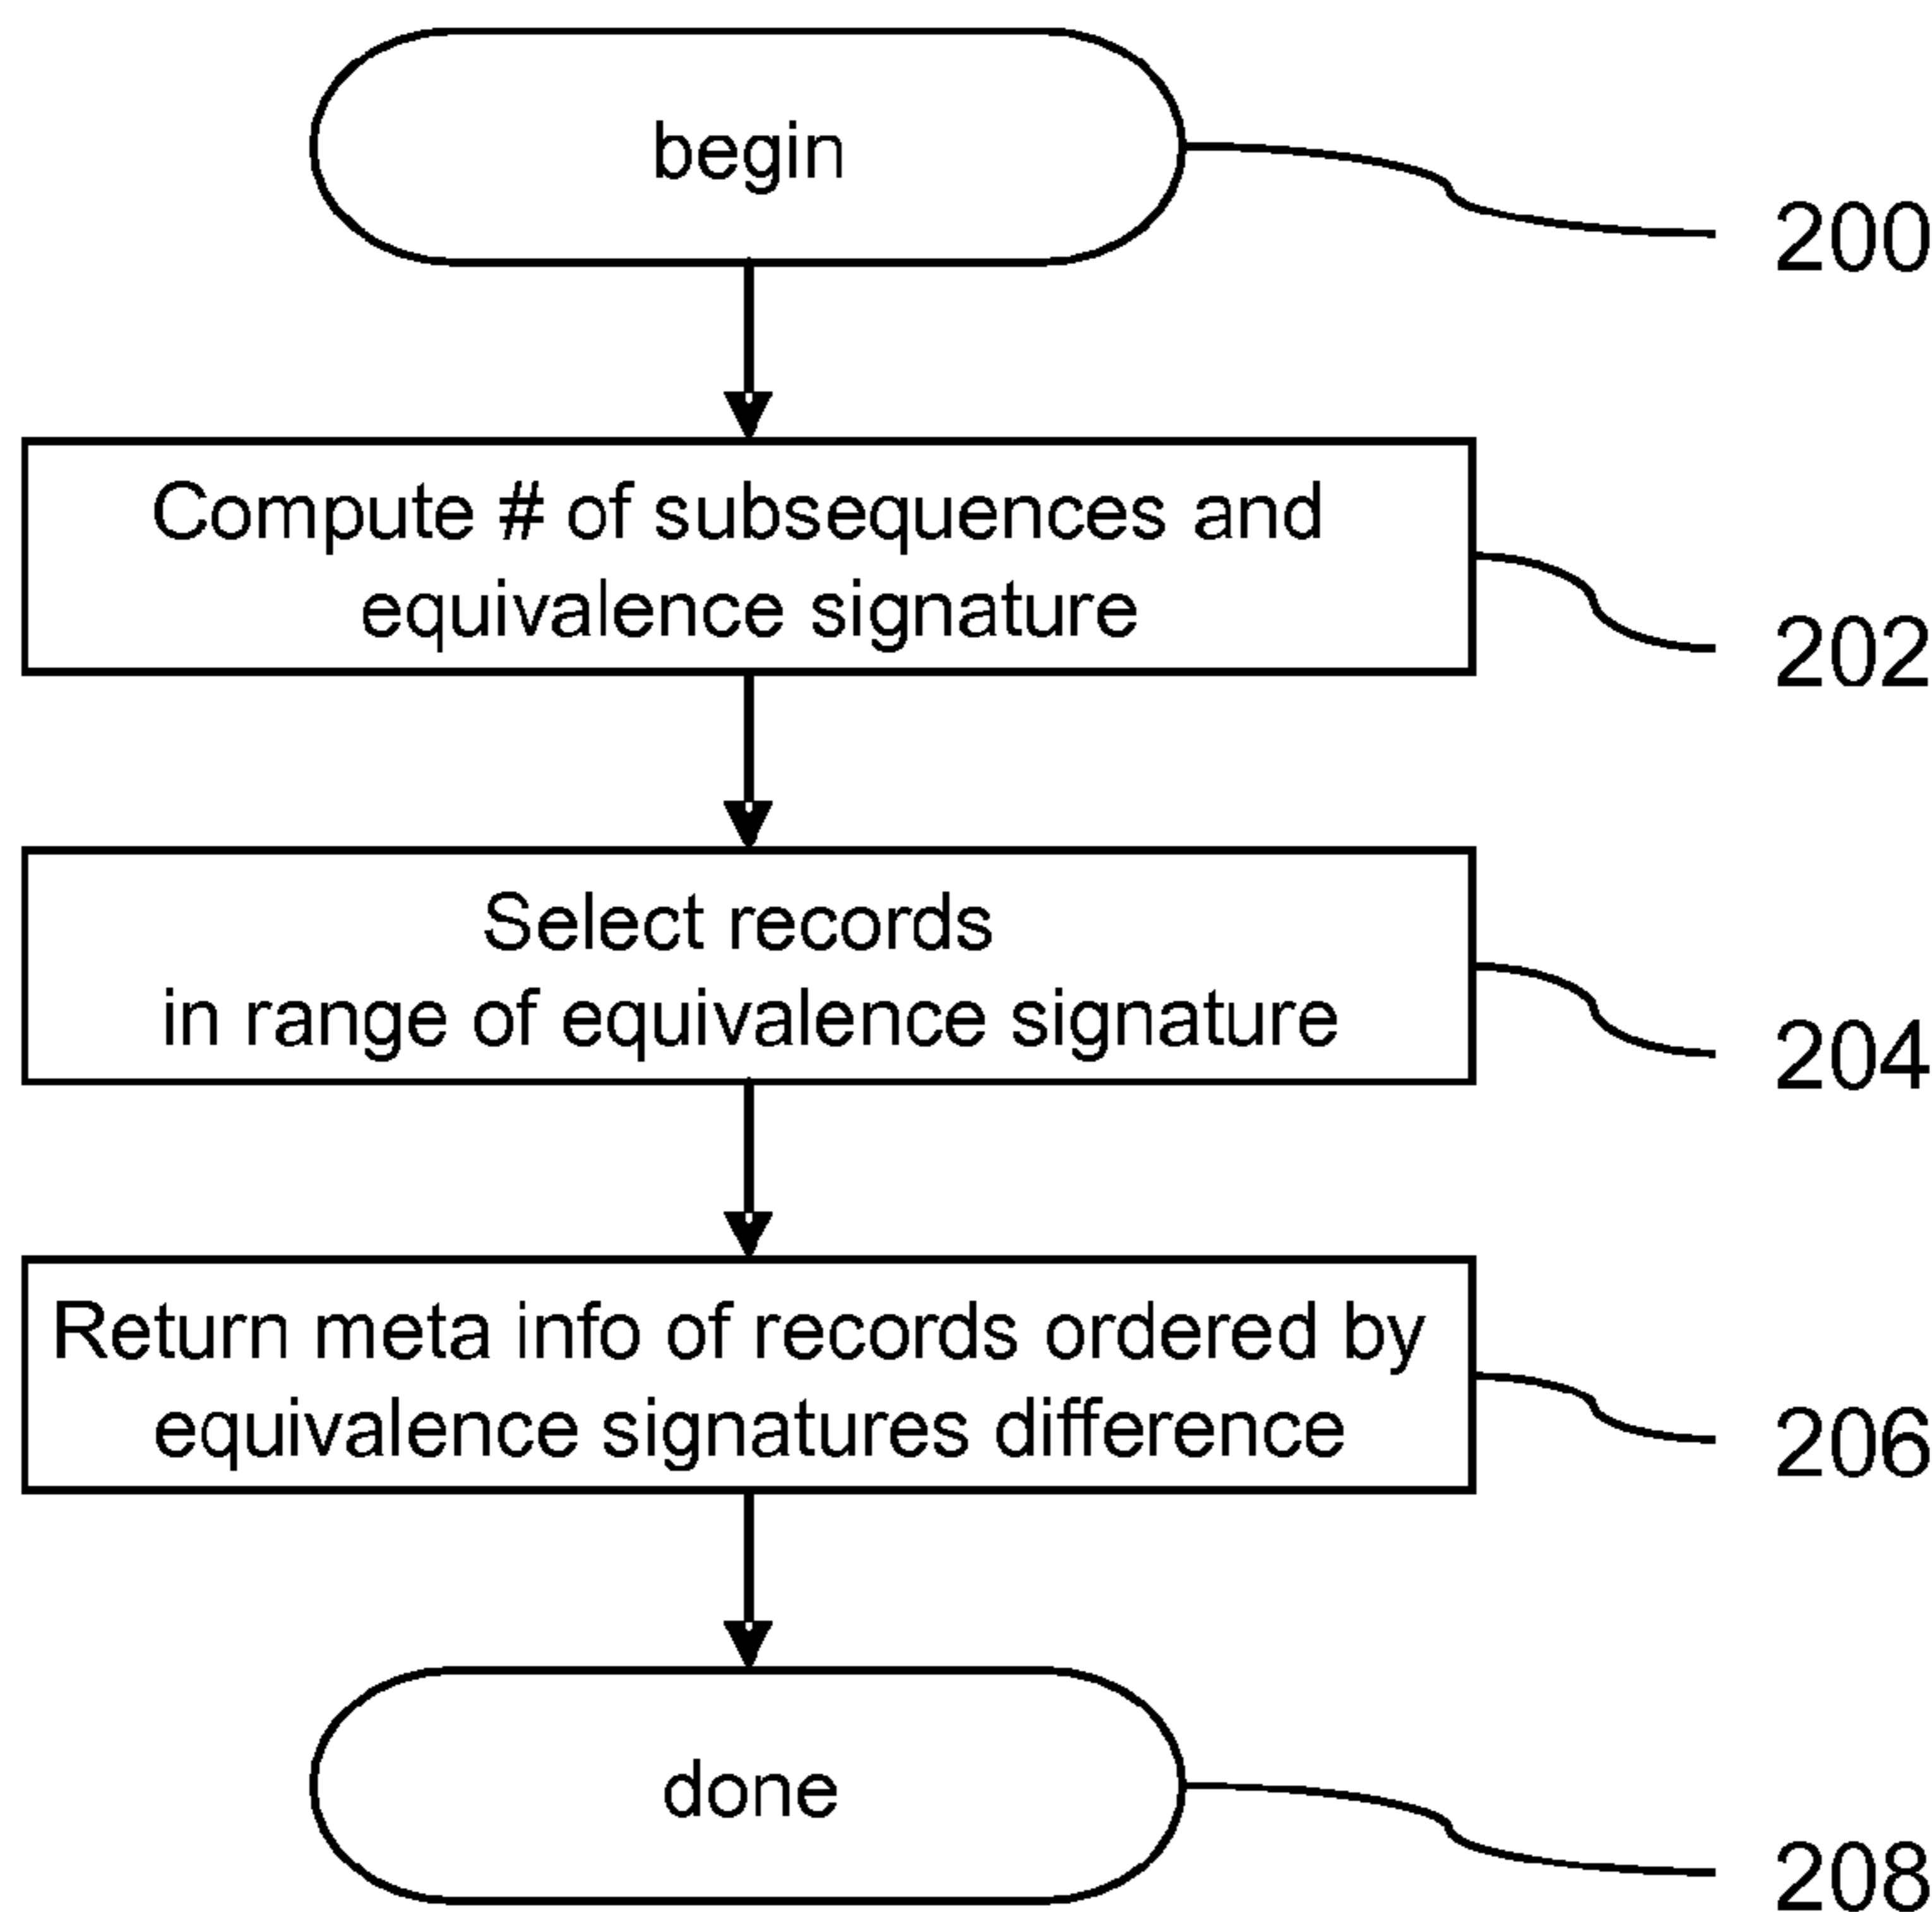 begin
200
Compute # of subsequences and
equivalence signature
202
Select records
in range of equivalence signature
204
Return meta info of records ordered by
equivalence signatures difference
206
done
208